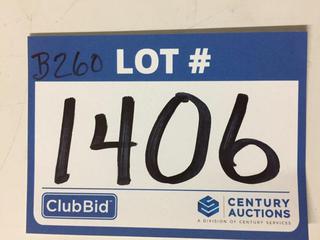 B260 LOT #
1406
ClubBid
CENTURY
AUCTIONS
A DIVISION OF CENTURY SERVICES